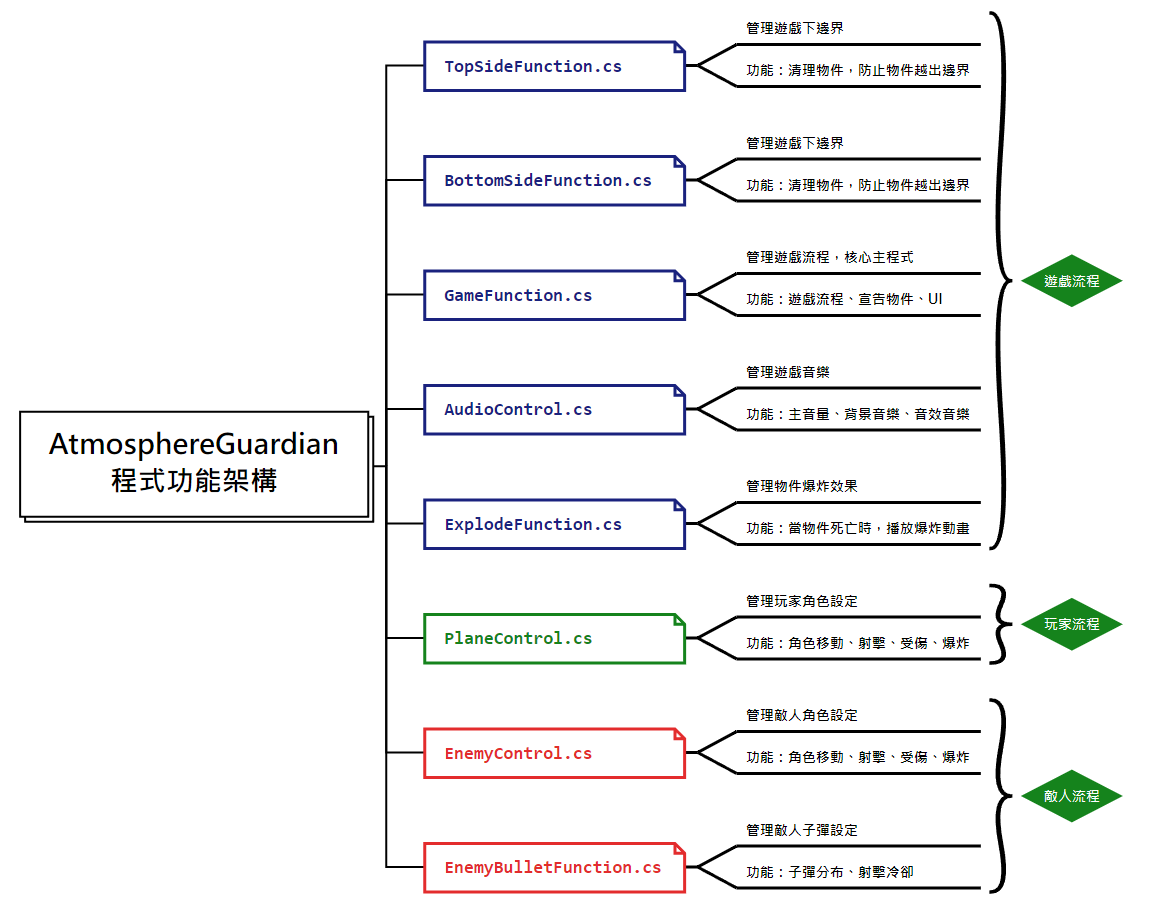 AtmosphereGuardian
程式功能架構
TopSideFunction.cs
管理遊戲下邊界
功能：清理物件，防止物件越出邊界
BottomSideFunction.cs
管理遊戲下邊界
功能：清理物件，防止物件越出邊界
GameFunction.cs
管理遊戲流程，核心主程式
功能：遊戲流程、宣告物件、UI
AudioControl.cs
管理遊戲音樂
功能：主音量、背景音樂、音效音樂
ExplodeFunction.cs
管理物件爆炸效果
功能：當物件死亡時，播放爆炸動畫
遊戲流程
PlaneControl.cs
管理玩家角色設定
功能：角色移動、射擊、受傷、爆炸
玩家流程
EnemyControl.cs
管理敵人角色設定
功能：角色移動、射擊、受傷、爆炸
EnemyBulletFunction.cs
管理敵人子彈設定
功能：子彈分布、射擊冷卻
敵人流程